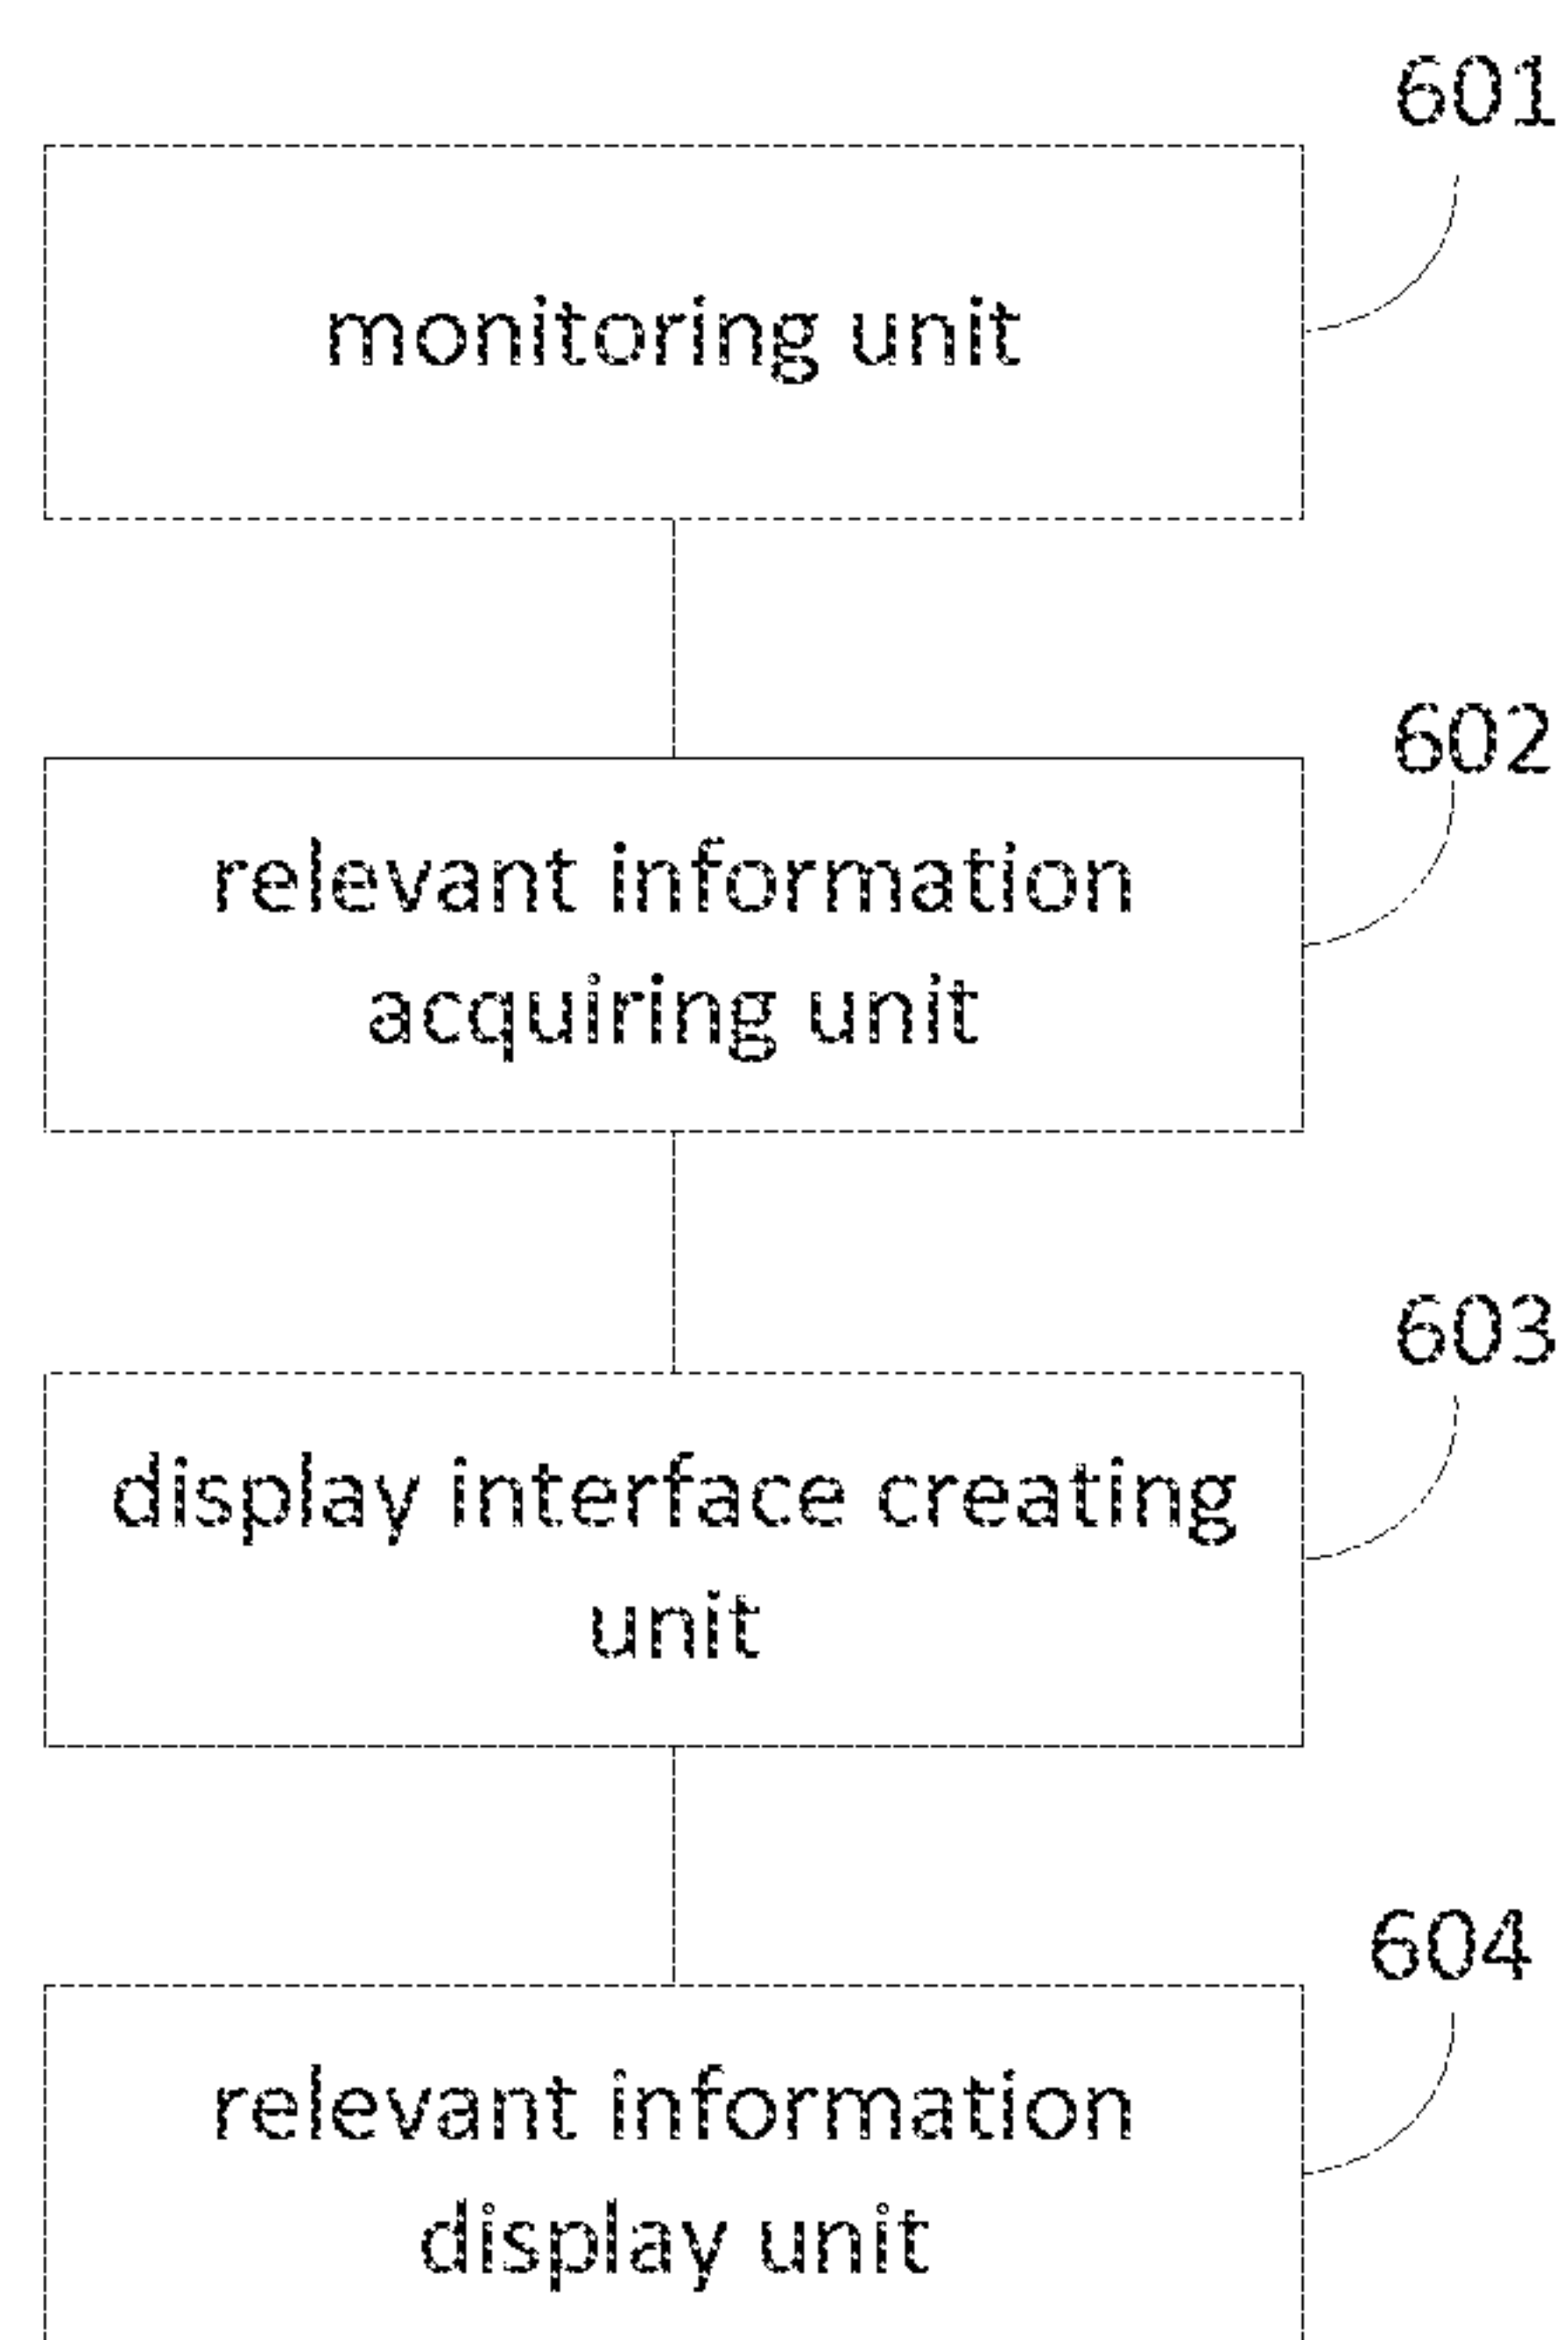 601
monitoring unit
602
relevant information
acquiring unit
603
display interface creating
unit
604
relevant information
display unit